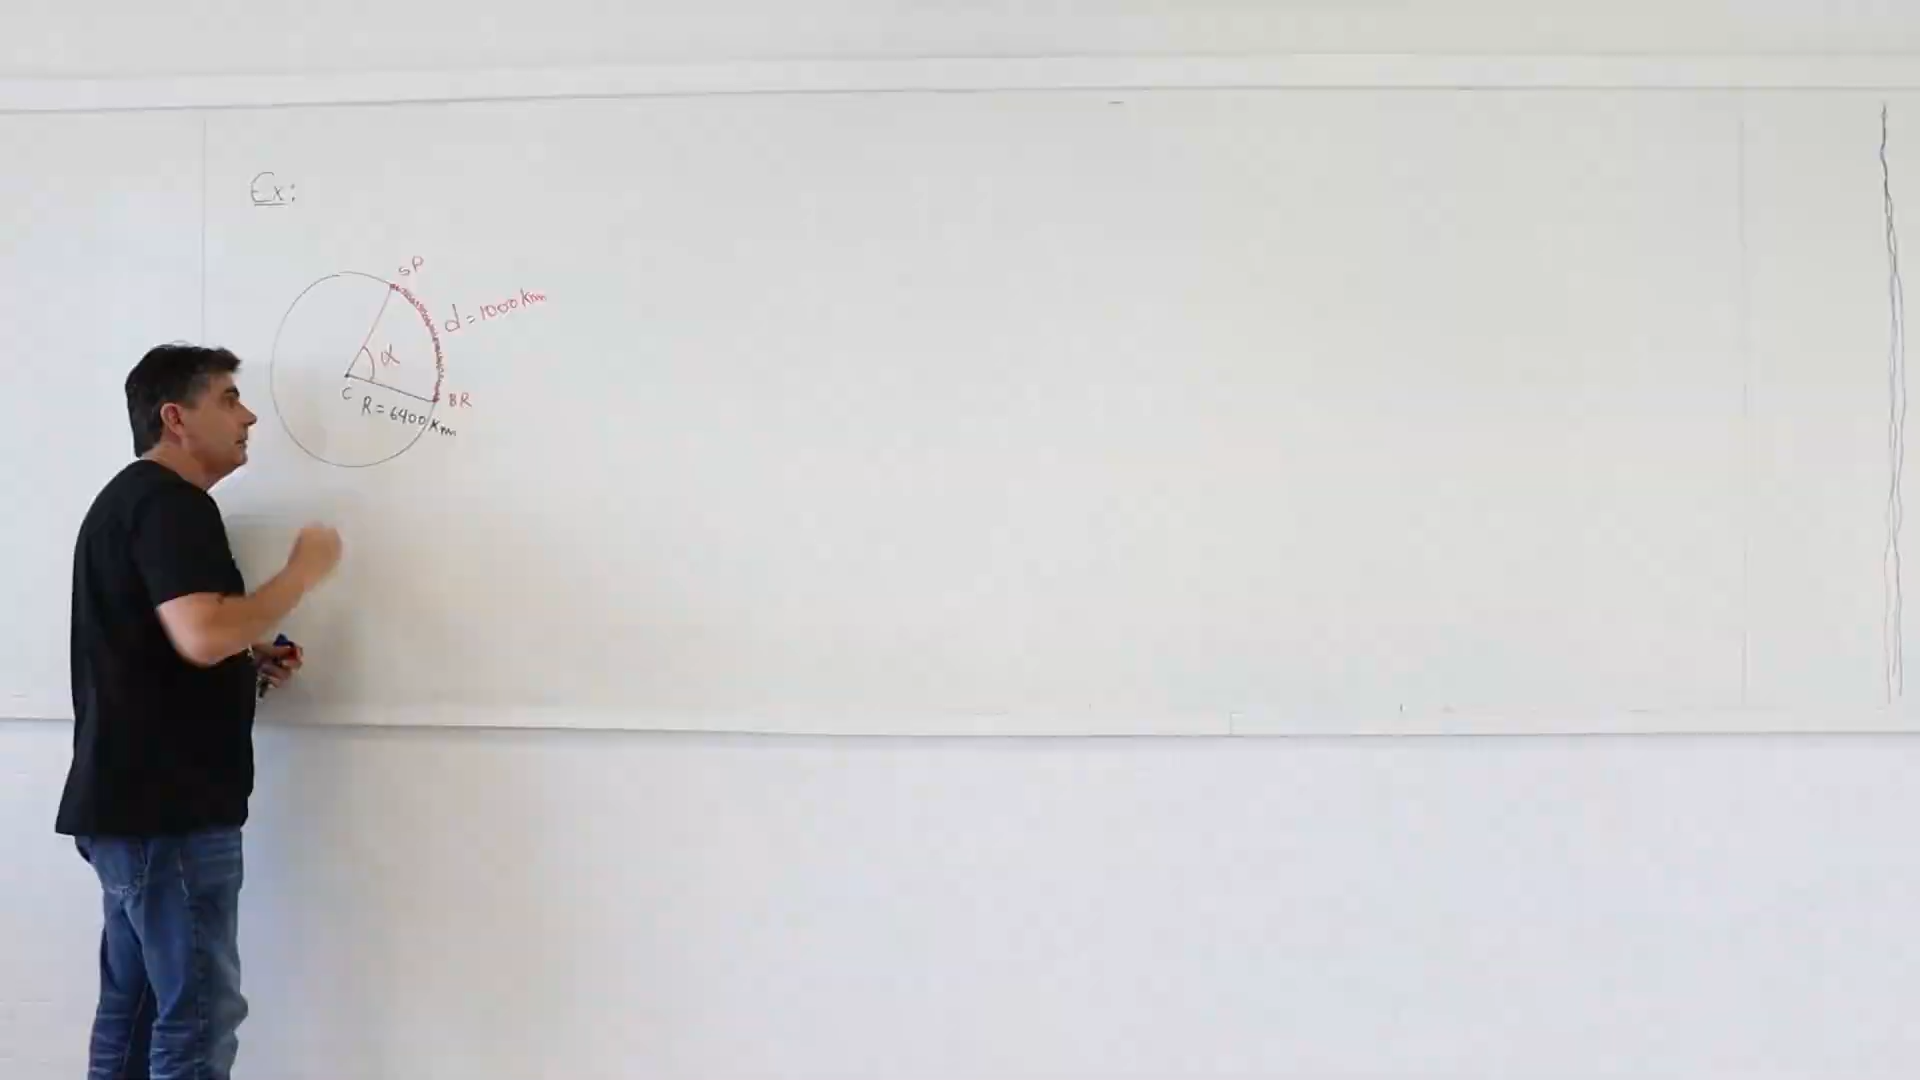 Ex:
SP
d = 1000 Km
α
C
BR
R = 6400 Km